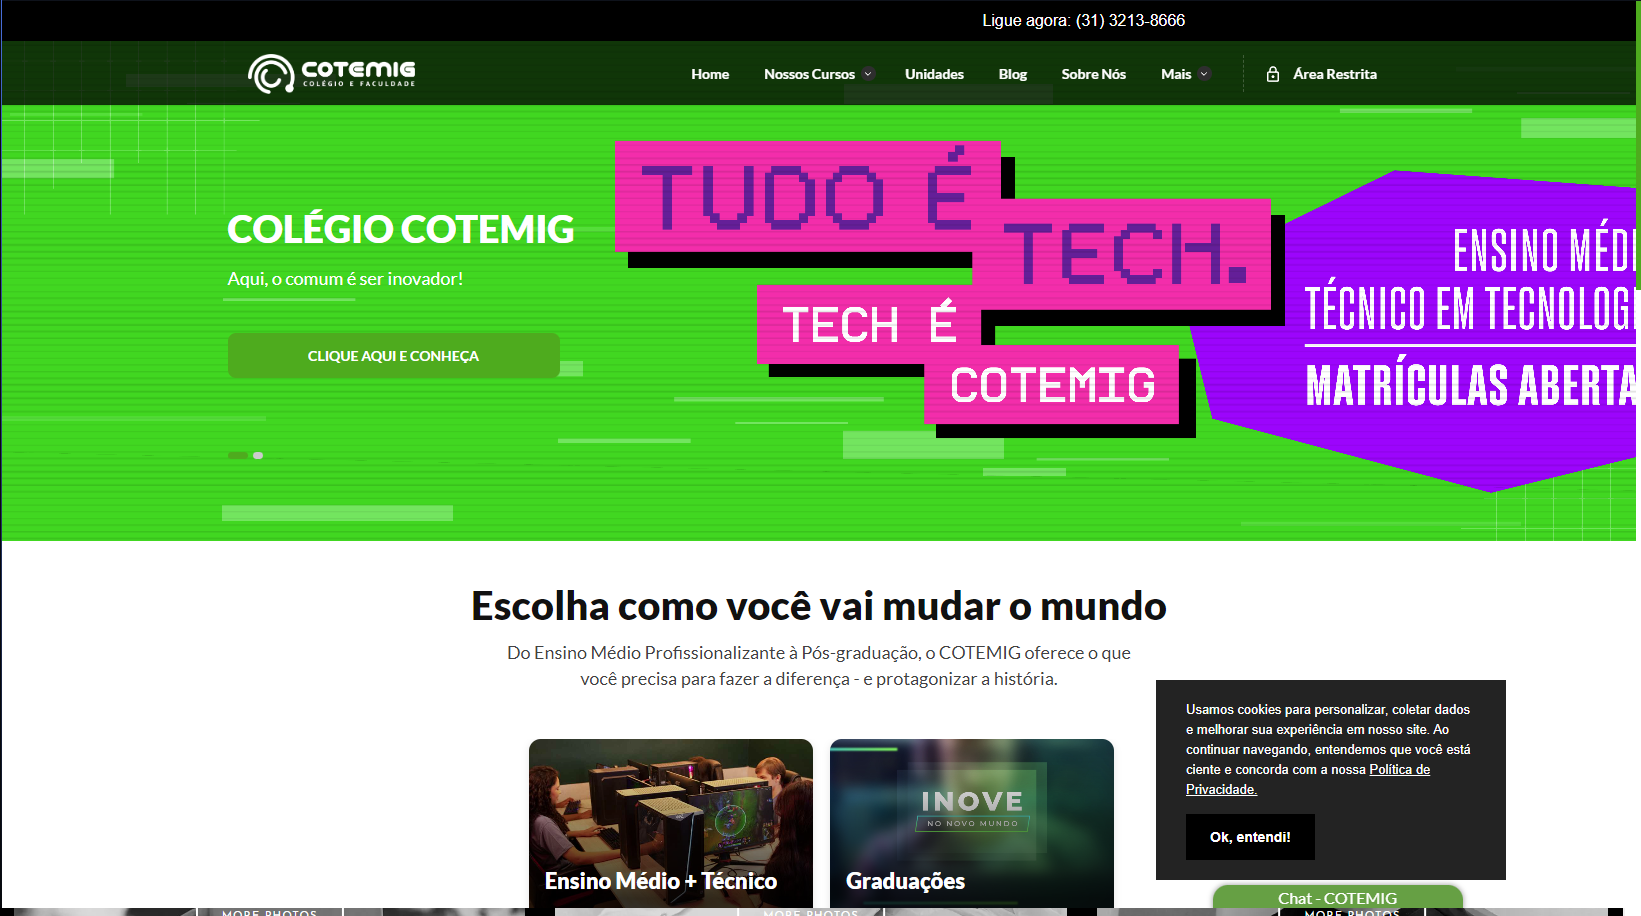 Ligue agora: (31) 3213-8666
COTEMIG
COLÉGIO E FACULDADE
Home
Nossos Cursos
Unidades
Blog
Sobre Nós
Mais
Área Restrita
COLÉGIO COTEMIG
Aqui, o comum é ser inovador!
CLIQUE AQUI E CONHEÇA
TUDO É
TECH.
TECH É
COTEMIG
ENSINO MÉDI
TÉCNICO EM TECNOLOGI
MATRÍCULAS ABERTA
Escolha como você vai mudar o mundo
Do Ensino Médio Profissionalizante à Pós-graduação, o COTEMIG oferece o que
você precisa para fazer a diferença - e protagonizar a história.
Ensino Médio + Técnico
INOVE
NO NOVO MUNDO
Graduações
Usamos cookies para personalizar, coletar dados
e melhorar sua experiência em nosso site. Ao
continuar navegando, entendemos que você está
ciente e concorda com a nossa Política de
Privacidade.
Ok, entendi!
Chat - COTEMIG
MORE PHOTOS
MORE PHOTOS
MORE PHOTOS